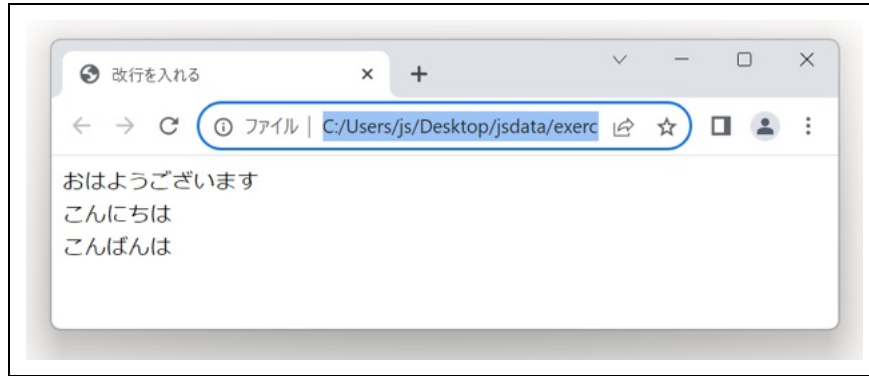 改行を入れる
ファイル | C:/Users/js/Desktop/jsdata/exerc
おはようございます
こんにちは
こんばんは